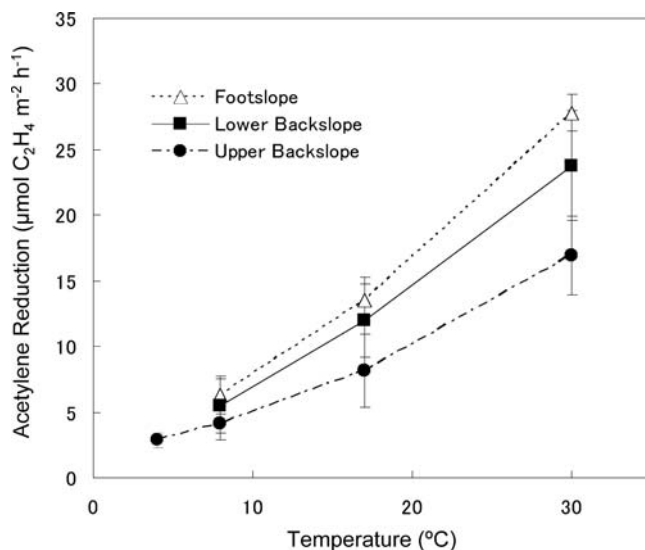 35
30
25
20
15
10
5
0
Acetylene Reduction (μmol C₂H₄ m⁻² h⁻¹)
Footslope
Lower Backslope
Upper Backslope
0 10 20 30
Temperature (ºC)